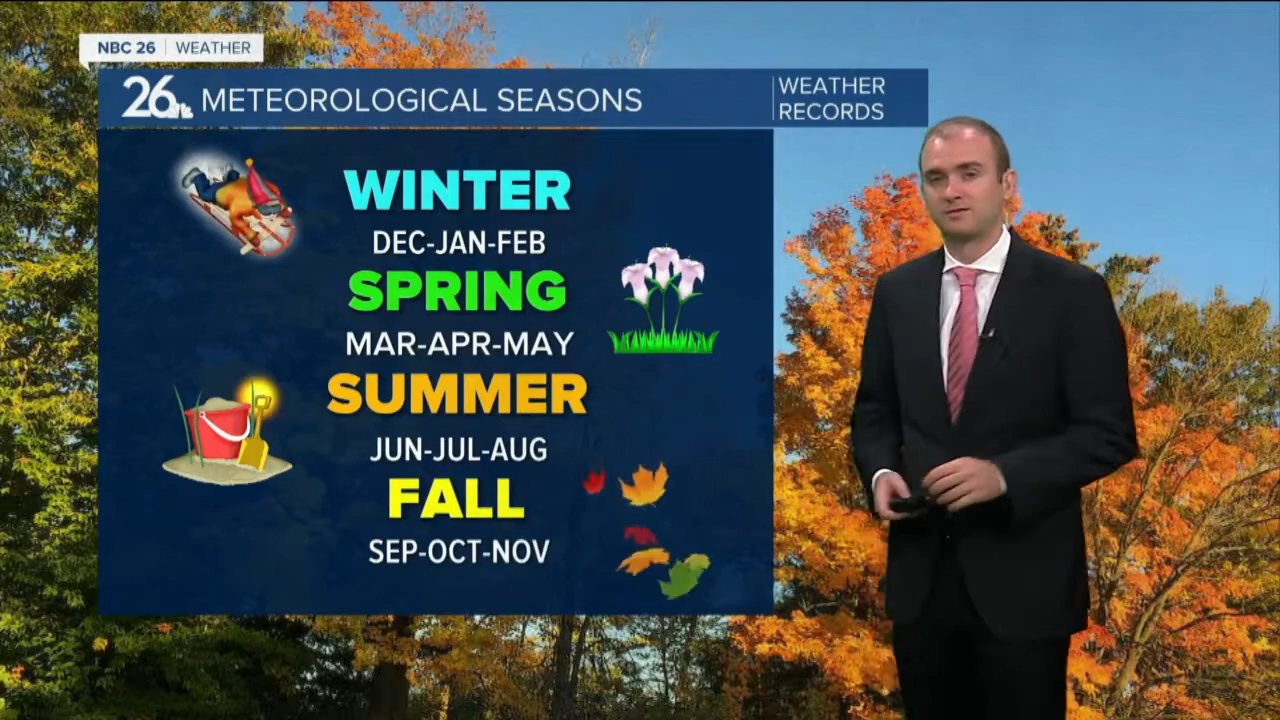 NBC 26 | WEATHER
26 METEOROLOGICAL SEASONS
WEATHER
RECORDS
WINTER
DEC-JAN-FEB
SPRING
MAR-APR-MAY
SUMMER
JUN-JUL-AUG
FALL
SEP-OCT-NOV